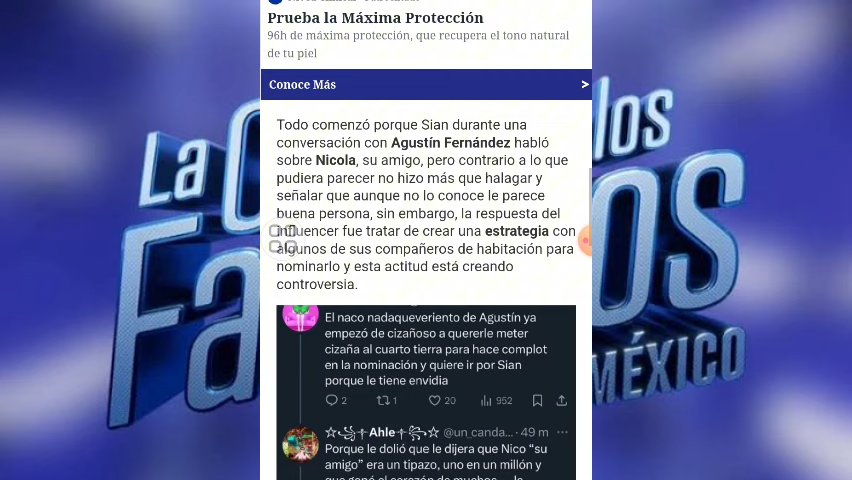 Prueba la Máxima Protección
96h de máxima protección, que recupera el tono natural
de tu piel
Conoce Más >
Todo comenzó porque Sian durante una
conversación con Agustín Fernández habló
sobre Nicola, su amigo, pero contrario a lo que
pudiera parecer no hizo más que halagar y
señalar que aunque no lo conoce le parece
buena persona, sin embargo, la respuesta del
influencer fue tratar de crear una estrategia con
algunos de sus compañeros de habitación para
nominarlo y esta actitud está creando
controversia.
El naco nadaqueveriento de Agustín ya
empezó de cizañoso a quererle meter
cizaña al cuarto tierra para hace complot
en la nominación y quiere ir por Sian
porque le tiene envidia
2 1 20 952
Ahle @un_canda... · 49 m ...
Porque le dolió que le dijera que Nico “su
amigo” era un tipazo, uno en un millón y
La
Fa
los
OS
MÉXICO